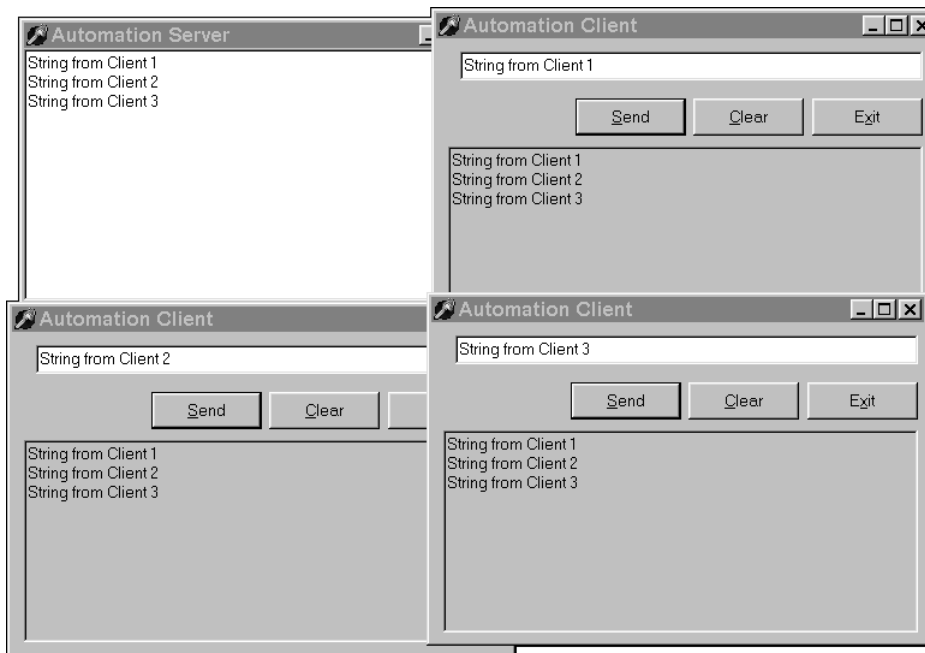 Automation Server
String from Client 1
String from Client 2
String from Client 3
Automation Client
String from Client 1
Send Clear Exit
String from Client 1
String from Client 2
String from Client 3
Automation Client
String from Client 2
Send Clear
String from Client 1
String from Client 2
String from Client 3
Automation Client
String from Client 3
Send Clear Exit
String from Client 1
String from Client 2
String from Client 3